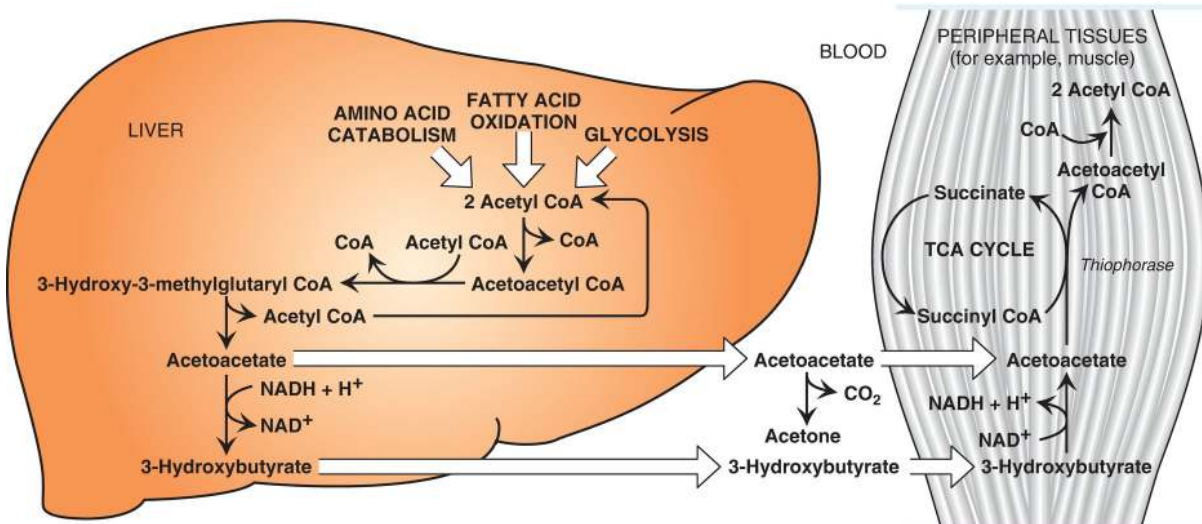 LIVER
AMINO ACID
CATABOLISM
FATTY ACID
OXIDATION
GLYCOLYSIS
2 Acetyl CoA
CoA
Acetyl CoA
CoA
3-Hydroxy-3-methylglutaryl CoA
Acetoacetyl CoA
Acetyl CoA
Acetoacetate
NADH + H+
NAD+
3-Hydroxybutyrate
BLOOD
Acetoacetate
CO2
Acetone
3-Hydroxybutyrate
PERIPHERAL TISSUES
(for example, muscle)
2 Acetyl CoA
CoA
Acetoacetyl
CoA
Succinate
TCA CYCLE
Thiophorase
Succinyl CoA
Acetoacetate
NADH + H+
NAD+
3-Hydroxybutyrate